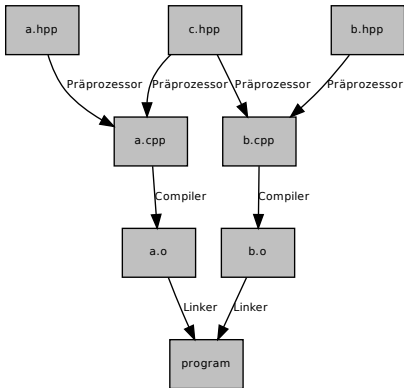 a.hpp
c.hpp
b.hpp
Präprozessor
Präprozessor
Präprozessor
Präprozessor
a.cpp
b.cpp
Compiler
Compiler
a.o
b.o
Linker
Linker
program